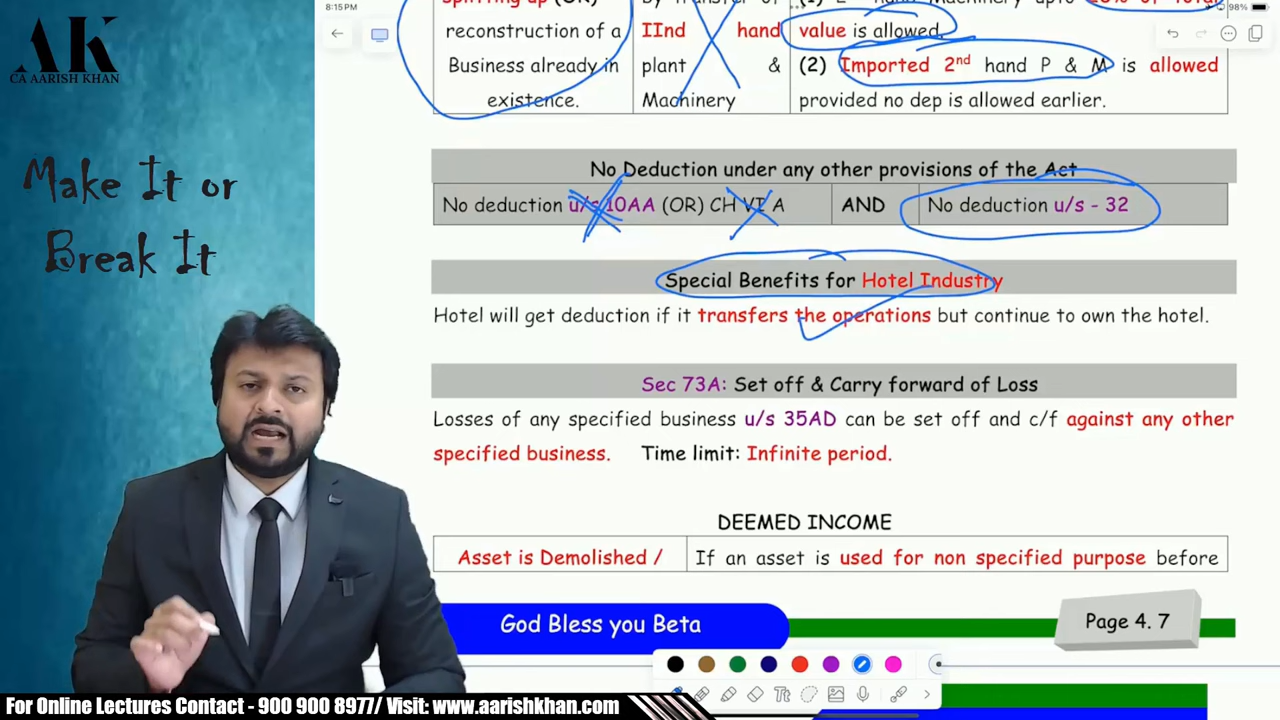 8:15 PM
98%
AK
CA AARISH KHAN
Make It or
Break It
reconstruction of a
Business already in
existence.
IInd hand
plant &
Machinery
value is allowed.
(2) Imported 2nd hand P & M is allowed
provided no dep is allowed earlier.
No Deduction under any other provisions of the Act
No deduction u/s 10AA (OR) CH VI A
AND
No deduction u/s - 32
Special Benefits for Hotel Industry
Hotel will get deduction if it transfers the operations but continue to own the hotel.
Sec 73A: Set off & Carry forward of Loss
Losses of any specified business u/s 35AD can be set off and c/f against any other
specified business. Time limit: Infinite period.
DEEMED INCOME
Asset is Demolished /
If an asset is used for non specified purpose before
God Bless you Beta
Page 4. 7
Tt
For Online Lectures Contact - 900 900 8977/ Visit: www.aarishkhan.com